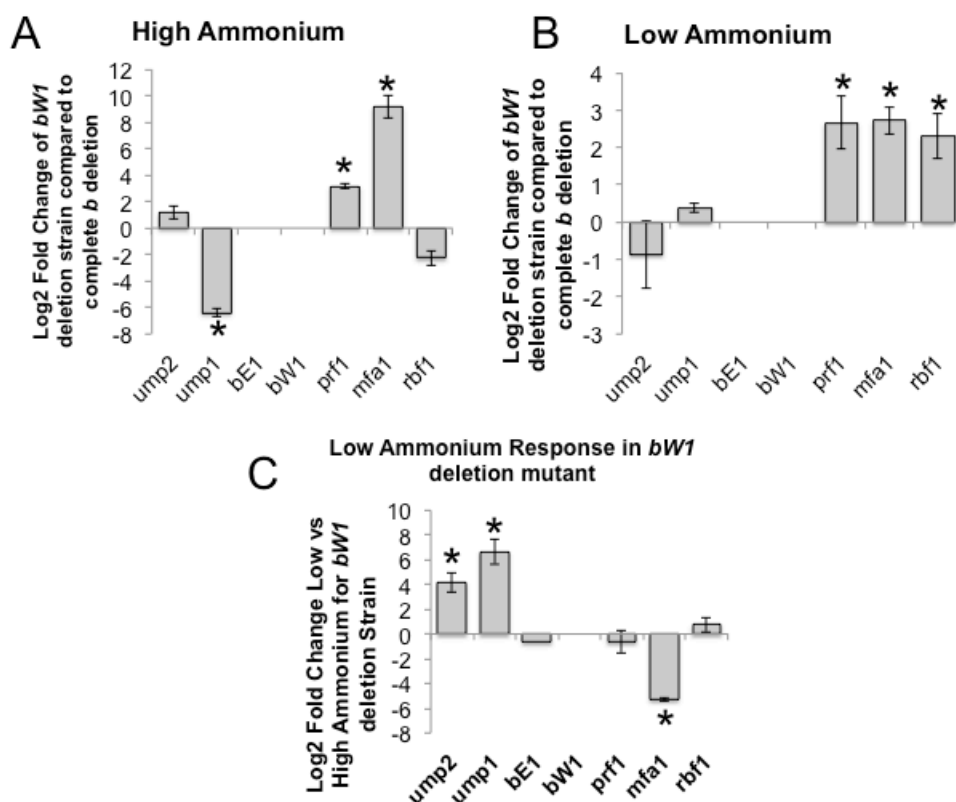 A
High Ammonium
Log2 Fold Change of bW1
deletion strain compared to
complete b deletion
12
10
8
6
4
2
0
-2
-4
-6
-8
*
*
*
ump2
ump1
bE1
bW1
prf1
mfa1
rbf1
B
Low Ammonium
Log2 Fold Change of bW1
deletion strain compared to
complete b deletion
4
3
2
1
0
-1
-2
-3
*
*
*
ump2
ump1
bE1
bW1
prf1
mfa1
rbf1
C
Low Ammonium Response in bW1
deletion mutant
Log2 Fold Change Low vs
High Ammonium for bW1
deletion Strain
10
8
6
4
2
0
-2
-4
-6
-8
*
*
*
ump2
ump1
bE1
bW1
prf1
mfa1
rbf1